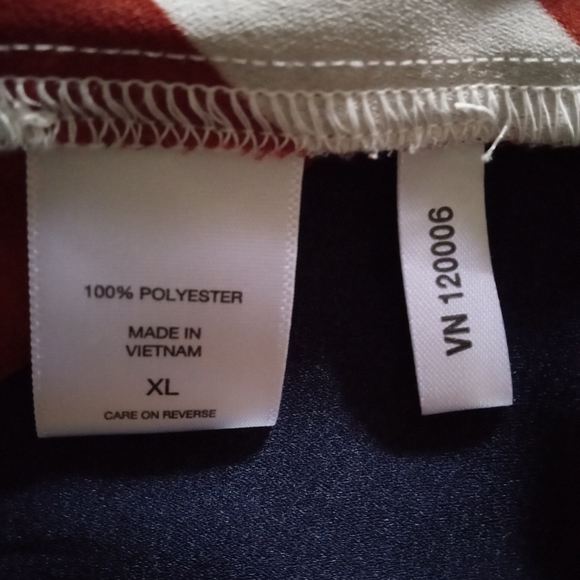 100% POLYESTER
MADE IN
VIETNAM
XL
CARE ON REVERSE
VN 120006